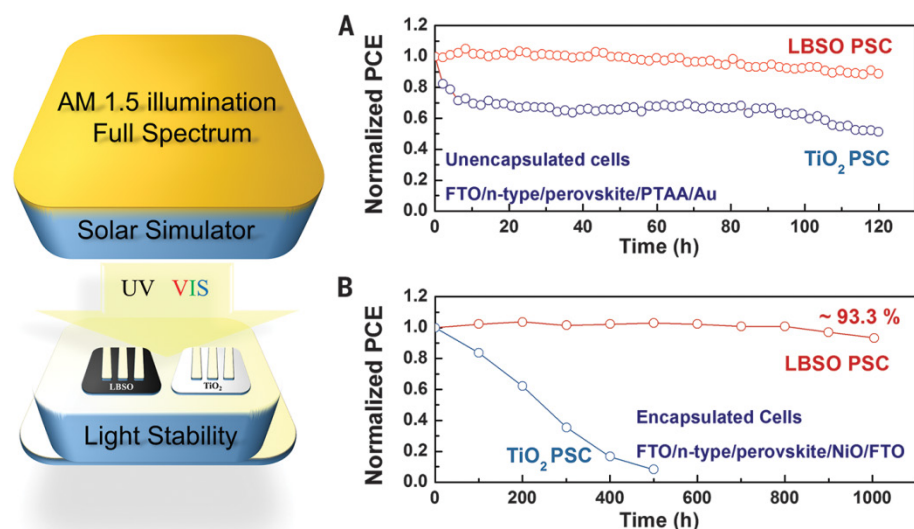 AM 1.5 illumination
Full Spectrum
Solar Simulator
UV VIS
LBSO
TiO₂
Light Stability
A
Normalized PCE
1.2
1.0
0.8
0.6
0.4
0.2
0.0
LBSO PSC
TiO₂ PSC
Unencapsulated cells
FTO/n-type/perovskite/PTAA/Au
0 20 40 60 80 100 120
Time (h)
B
Normalized PCE
1.2
1.0
0.8
0.6
0.4
0.2
0.0
~ 93.3 %
LBSO PSC
Encapsulated Cells
TiO₂ PSC
FTO/n-type/perovskite/NiO/FTO
0 200 400 600 800 1000
Time (h)